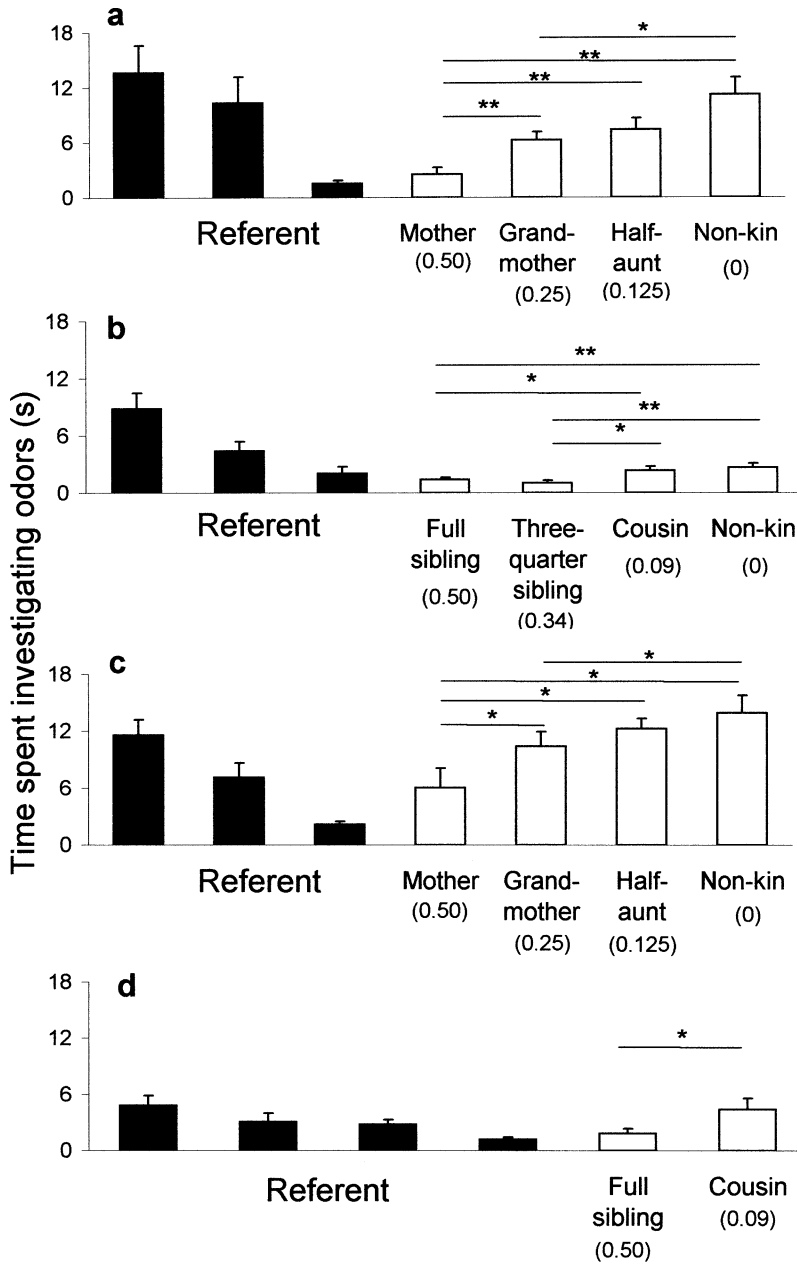 Time spent investigating odors (s)
a
18
12
6
0
*
**
**
**
Referent
Mother
(0.50)
Grand-
mother
(0.25)
Half-
aunt
(0.125)
Non-kin
(0)
b
18
12
6
0
**
*
**
*
Referent
Full
sibling
(0.50)
Three-
quarter
sibling
(0.34)
Cousin
(0.09)
Non-kin
(0)
c
18
12
6
0
*
*
*
*
Referent
Mother
(0.50)
Grand-
mother
(0.25)
Half-
aunt
(0.125)
Non-kin
(0)
d
18
12
6
0
*
Referent
Full
sibling
(0.50)
Cousin
(0.09)